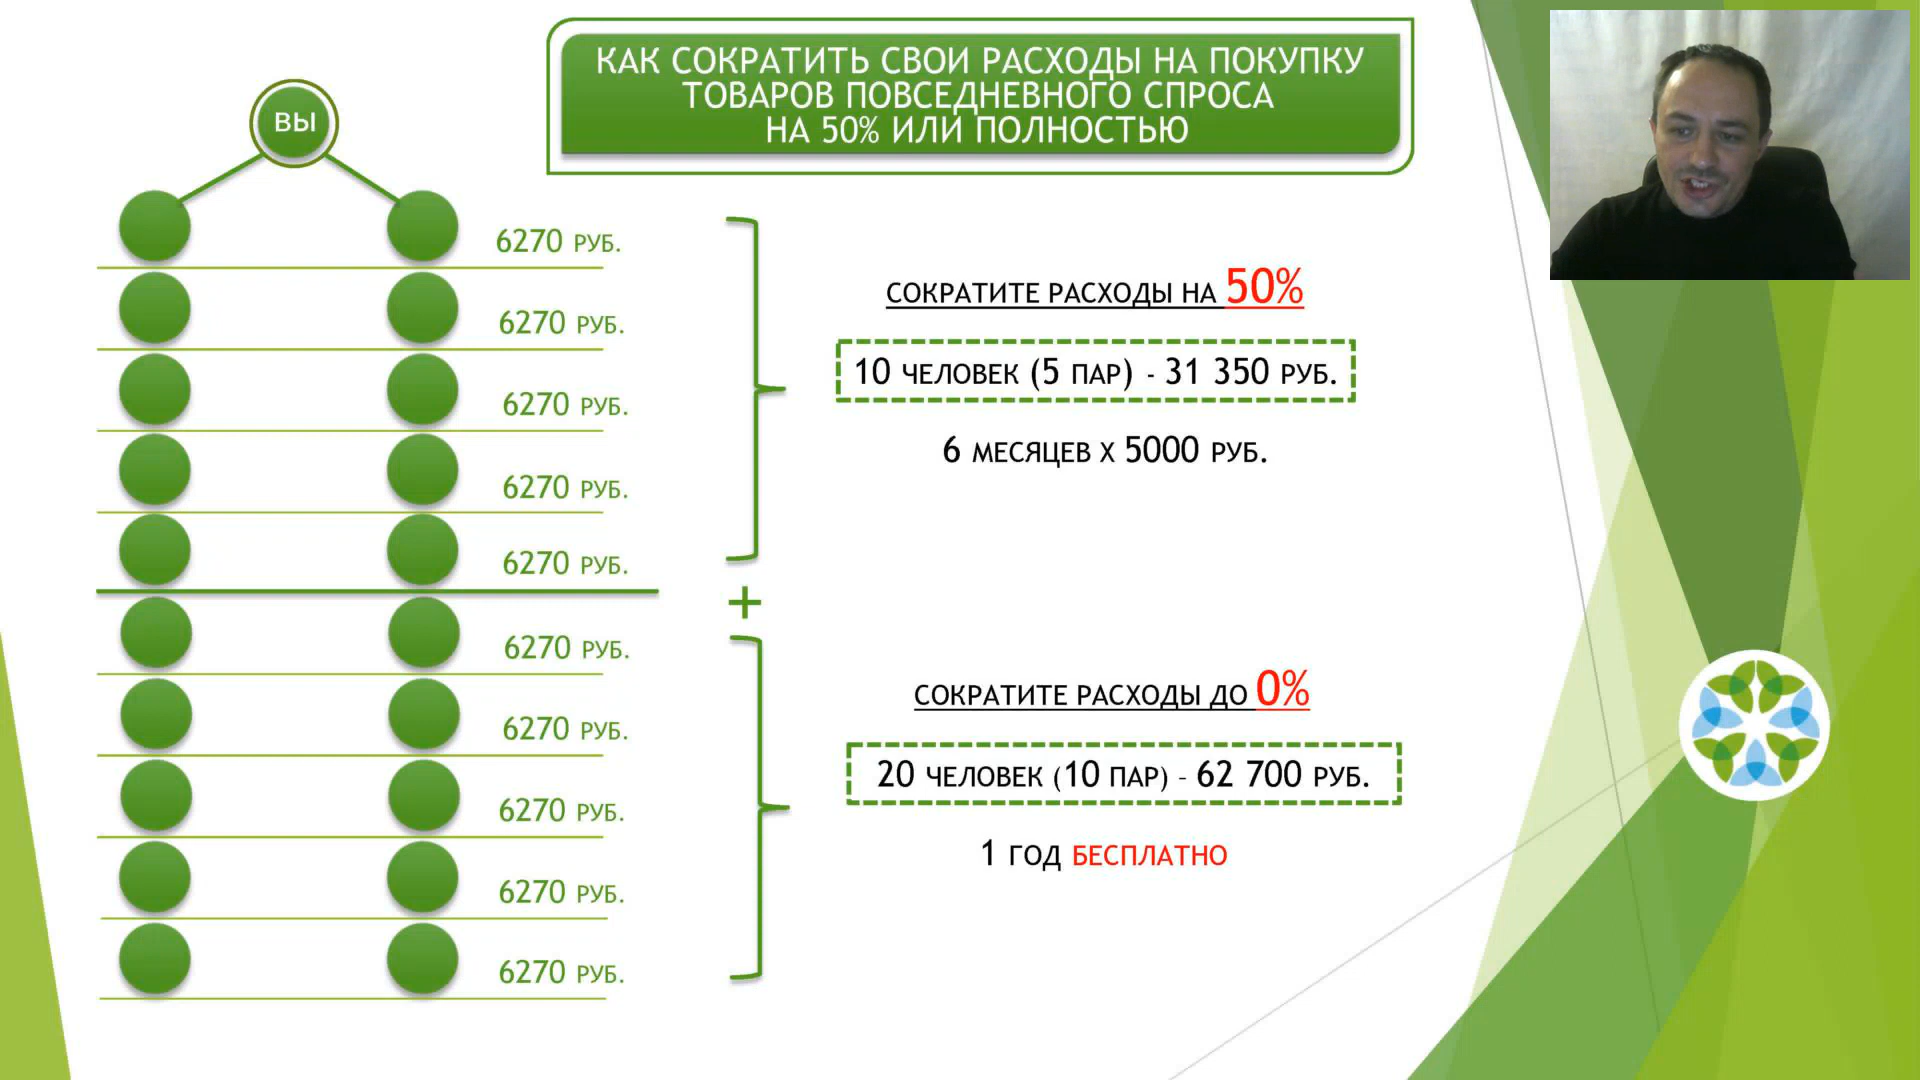 КАК СОКРАТИТЬ СВОИ РАСХОДЫ НА ПОКУПКУ
ТОВАРОВ ПОВСЕДНЕВНОГО СПРОСА
НА 50% ИЛИ ПОЛНОСТЬЮ
ВЫ
6270 РУБ.
6270 РУБ.
6270 РУБ.
6270 РУБ.
6270 РУБ.
СОКРАТИТЕ РАСХОДЫ НА 50%
10 ЧЕЛОВЕК (5 ПАР) - 31 350 РУБ.
6 МЕСЯЦЕВ Х 5000 РУБ.
+
6270 РУБ.
6270 РУБ.
6270 РУБ.
6270 РУБ.
6270 РУБ.
СОКРАТИТЕ РАСХОДЫ ДО 0%
20 ЧЕЛОВЕК (10 ПАР) – 62 700 РУБ.
1 ГОД БЕСПЛАТНО